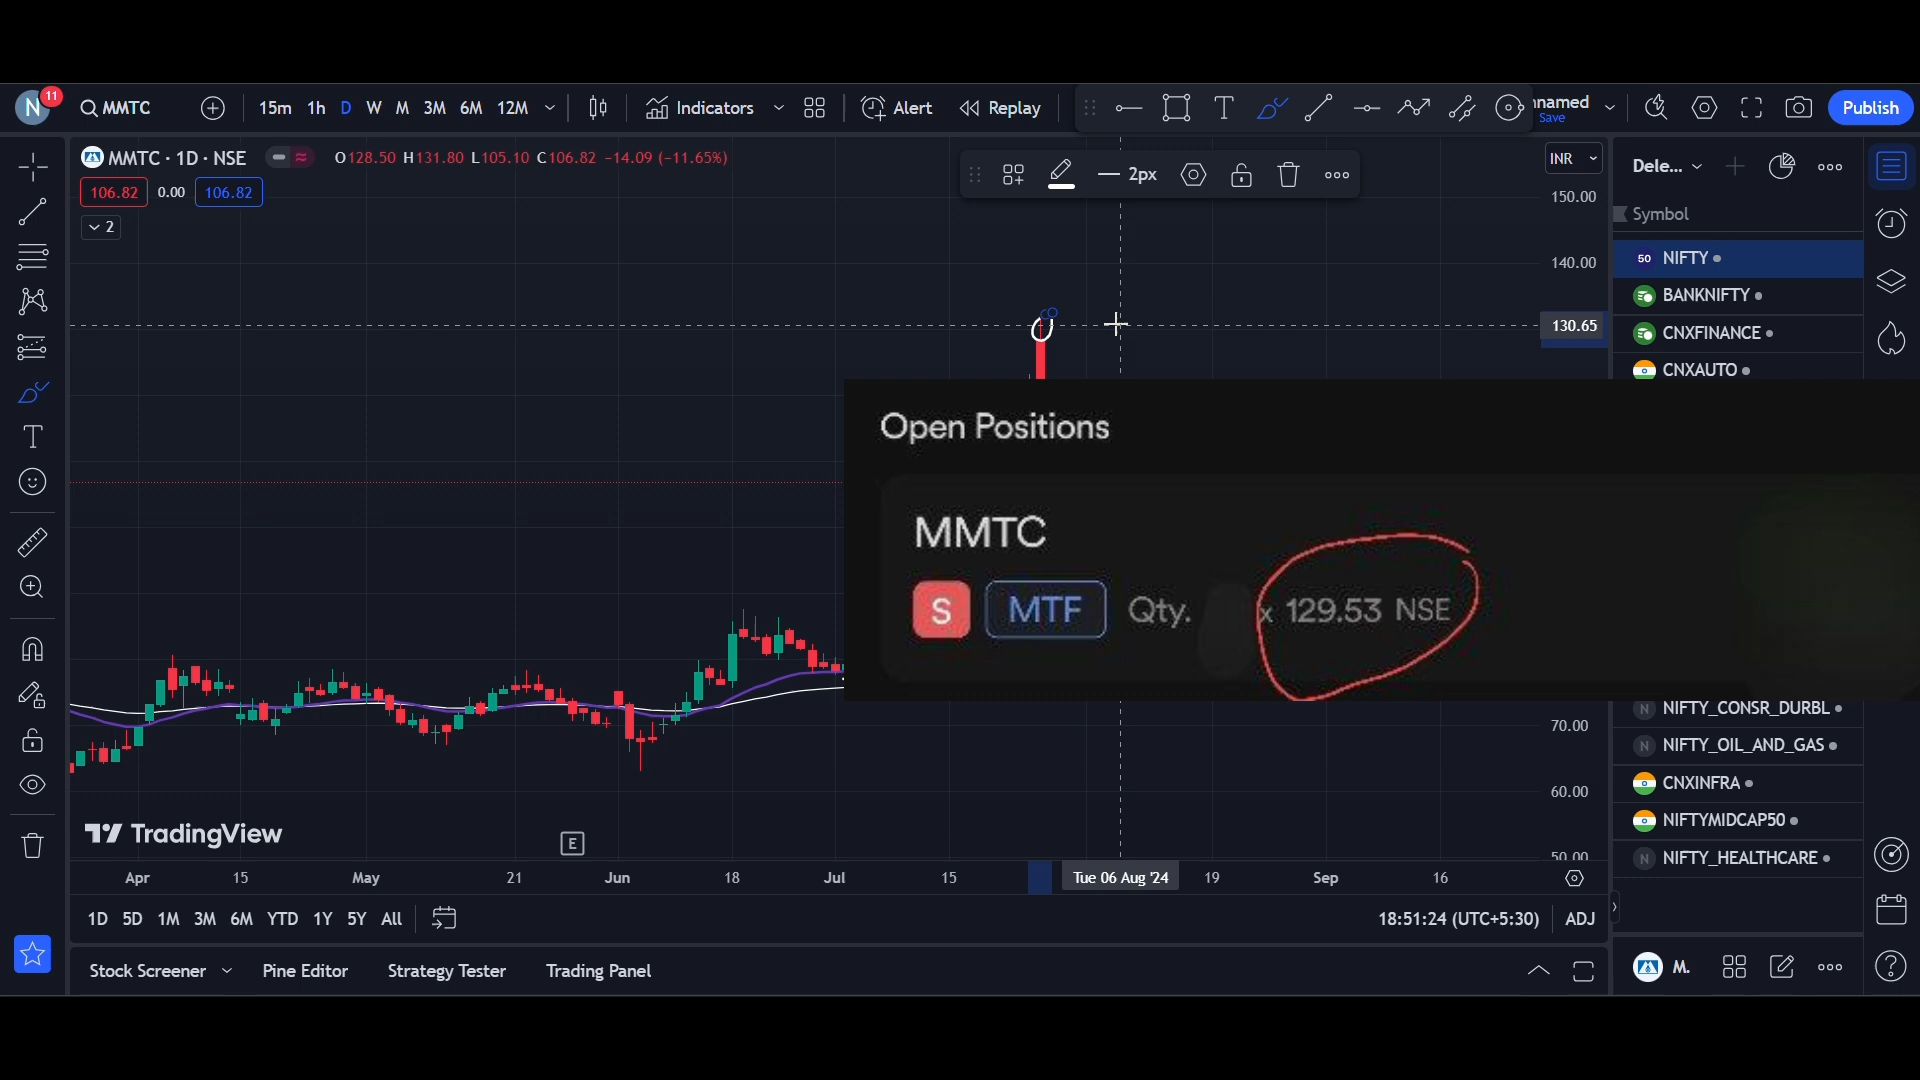 N 11 MMTC 15m 1h D W M 3M 6M 12M Indicators Alert Replay T nnamed Save Publish
MMTC · 1D · NSE O128.50 H131.80 L105.10 C106.82 -14.09 (-11.65%)
2px
INR
Dele...
106.82 0.00 106.82
2
150.00
Symbol
140.00
50 NIFTY
BANKNIFTY
130.65
CNXFINANCE
CNXAUTO
Open Positions
MMTC
S MTF Qty. x 129.53 NSE
N NIFTY_CONSR_DURBL
70.00
N NIFTY_OIL_AND_GAS
60.00
CNXINFRA
NIFTYMIDCAP50
TradingView
E
50.00
N NIFTY_HEALTHCARE
Apr 15 May 21 Jun 18 Jul 15 Tue 06 Aug '24 19 Sep 16
1D 5D 1M 3M 6M YTD 1Y 5Y All 18:51:24 (UTC+5:30) ADJ
Stock Screener Pine Editor Strategy Tester Trading Panel
M.